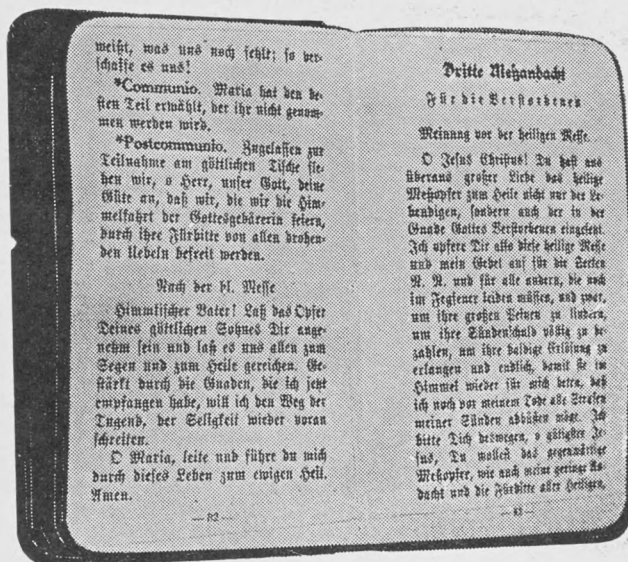 weißt, was uns noch fehlt; so ver-
schaffe es uns!
*Communio. Maria hat den be-
sten Teil erwählt, der ihr nicht genom-
men werden wird.
*Postcommunio. Zugelassen zur
Teilnahme am göttlichen Tische fle-
hen wir, o Herr, unser Gott, deine
Güte an, daß wir, die wir die Him-
melfahrt der Gottesgebärerin feiern,
durch ihre Fürbitte von allen drohen-
den Uebeln befreit werden.
Nach der hl. Messe
Himmlischer Vater! Laß das Opfer
Deines göttlichen Sohnes Dir ange-
nehm sein und laß es uns allen zum
Segen und zum Heile gereichen. Ge-
stärkt durch die Gnaden, die ich jetzt
empfangen habe, will ich den Weg der
Tugend, der Seligkeit wieder voran
schreiten.
O Maria, leite und führe du mich
durch dieses Leben zum ewigen Heil.
Amen.
— 82 —
Dritte Meßandacht
Für die Verstorbenen
Meinung vor der heiligen Messe.
O Jesus Christus! Du hast aus
überaus großer Liebe das heilige
Meßopfer zum Heile nicht nur der Le-
bendigen, sondern auch der in der
Gnade Gottes Verstorbenen eingesetzt.
Ich opfere Dir also diese heilige Messe
und mein Gebet auf für die Seelen
N. N. und für alle andern, die noch
im Fegfeuer leiden müssen, und zwar,
um ihre großen Peinen zu lindern,
um ihre Sündenschuld völlig zu be-
zahlen, um ihre baldige Erlösung zu
erlangen und endlich, damit sie im
Himmel wieder für mich beten, daß
ich noch vor meinem Tode alle Strafen
meiner Sünden abbüßen möge. Ich
bitte Dich deswegen, o gütigster Je-
sus, Du wollest das gegenwärtige
Meßopfer, wie auch meine geringe An-
dacht und die Fürbitte aller Heiligen,
— 83 —